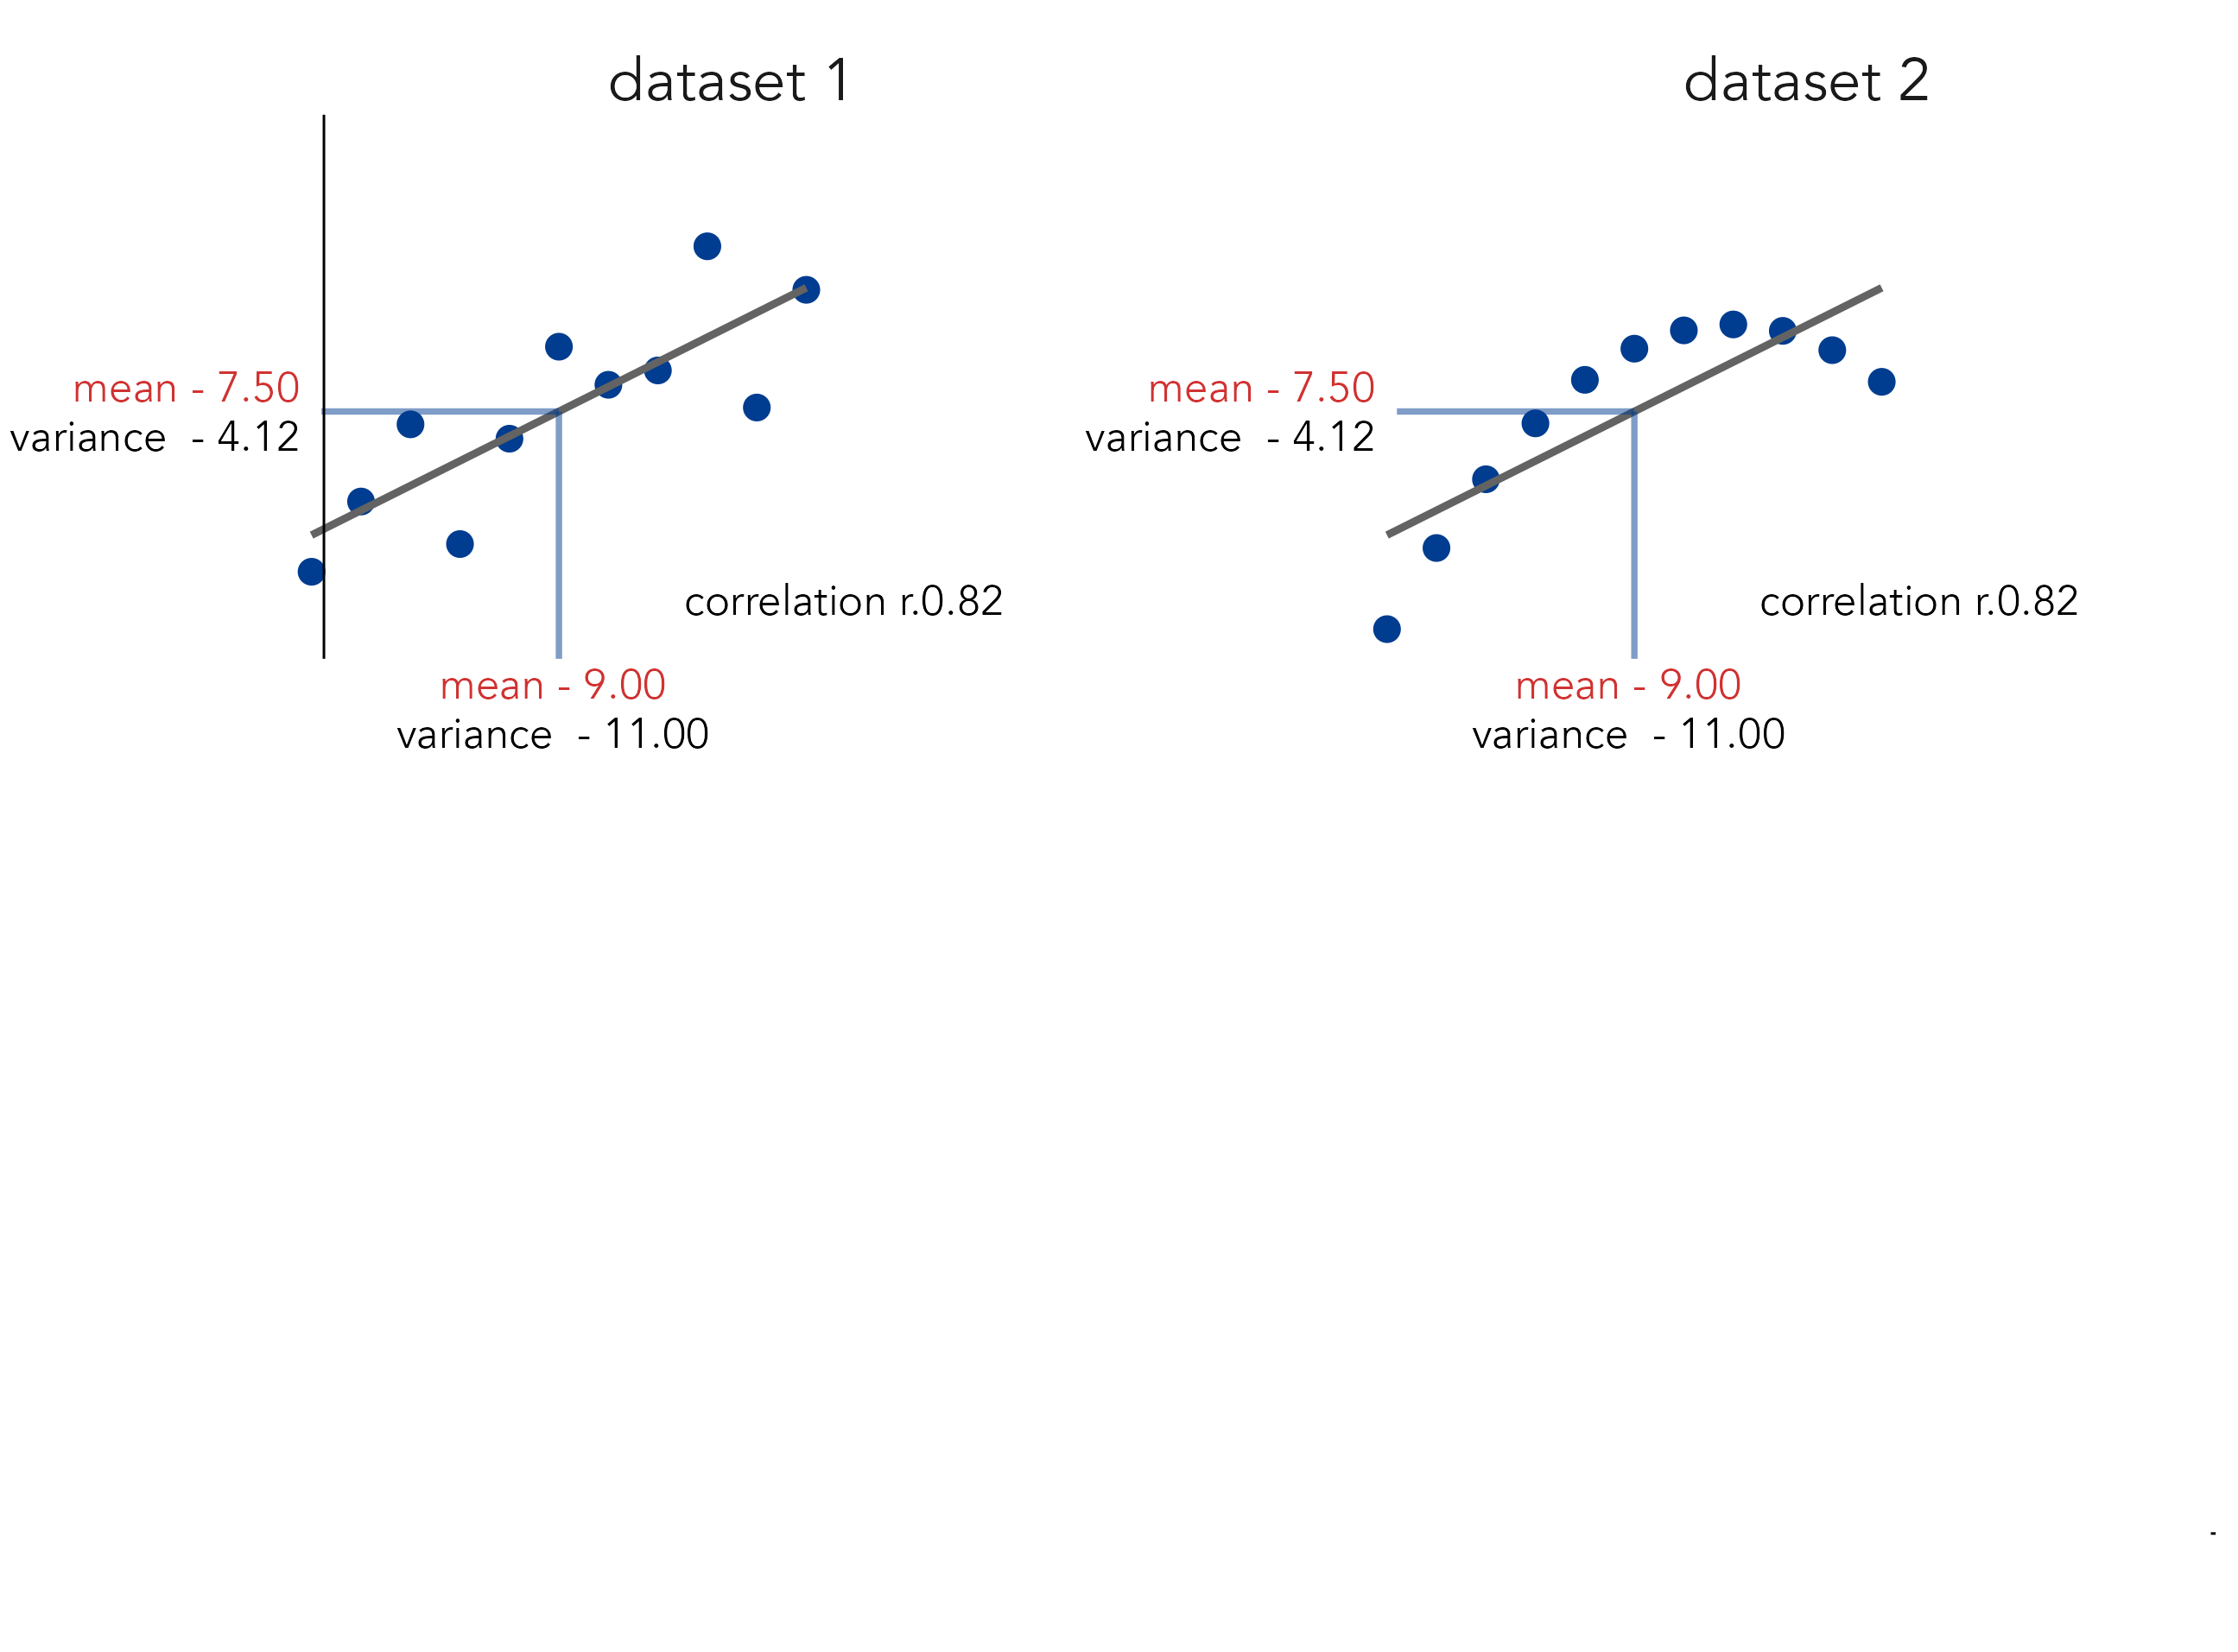 dataset 1
mean - 7.50
variance  - 4.12
correlation r.0.82
mean - 9.00
variance  - 11.00
dataset 2
mean - 7.50
variance  - 4.12
correlation r.0.82
mean - 9.00
variance  - 11.00
-